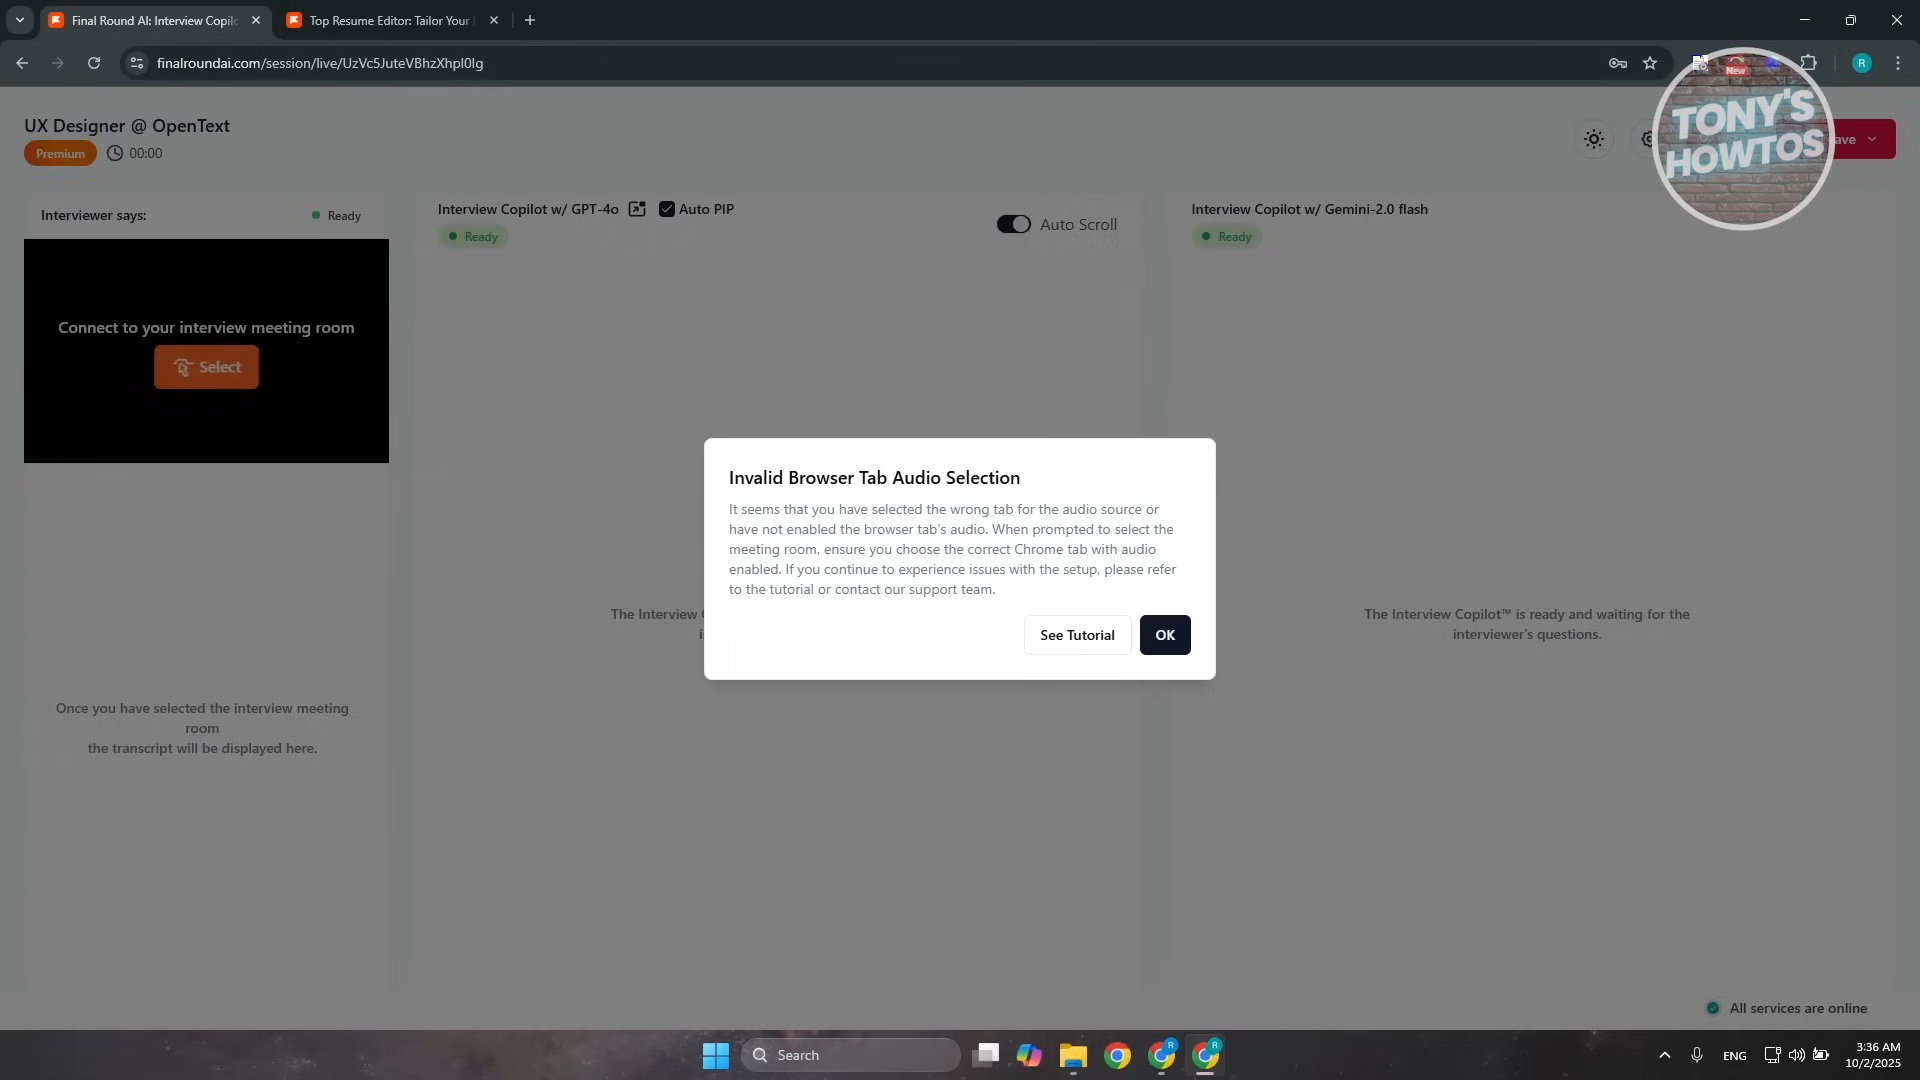 Final Round AI: Interview Copil
Top Resume Editor: Tailor Your
finalroundai.com/session/live/UzVc5JuteVBhzXhpI0lg
New
R
TONY'S
HOWTOS
UX Designer @ OpenText
Premium
00:00
ave
Interviewer says:
Ready
Interview Copilot w/ GPT-4o
Auto PIP
Ready
Auto Scroll
Interview Copilot w/ Gemini-2.0 flash
Ready
Connect to your interview meeting room
Select
Invalid Browser Tab Audio Selection
It seems that you have selected the wrong tab for the audio source or
have not enabled the browser tab's audio. When prompted to select the
meeting room, ensure you choose the correct Chrome tab with audio
enabled. If you continue to experience issues with the setup, please refer
to the tutorial or contact our support team.
See Tutorial
OK
The Interview
The Interview Copilot™ is ready and waiting for the
interviewer's questions.
Once you have selected the interview meeting
room
the transcript will be displayed here.
All services are online
Search
R
R
ENG
3:36 AM
10/2/2025